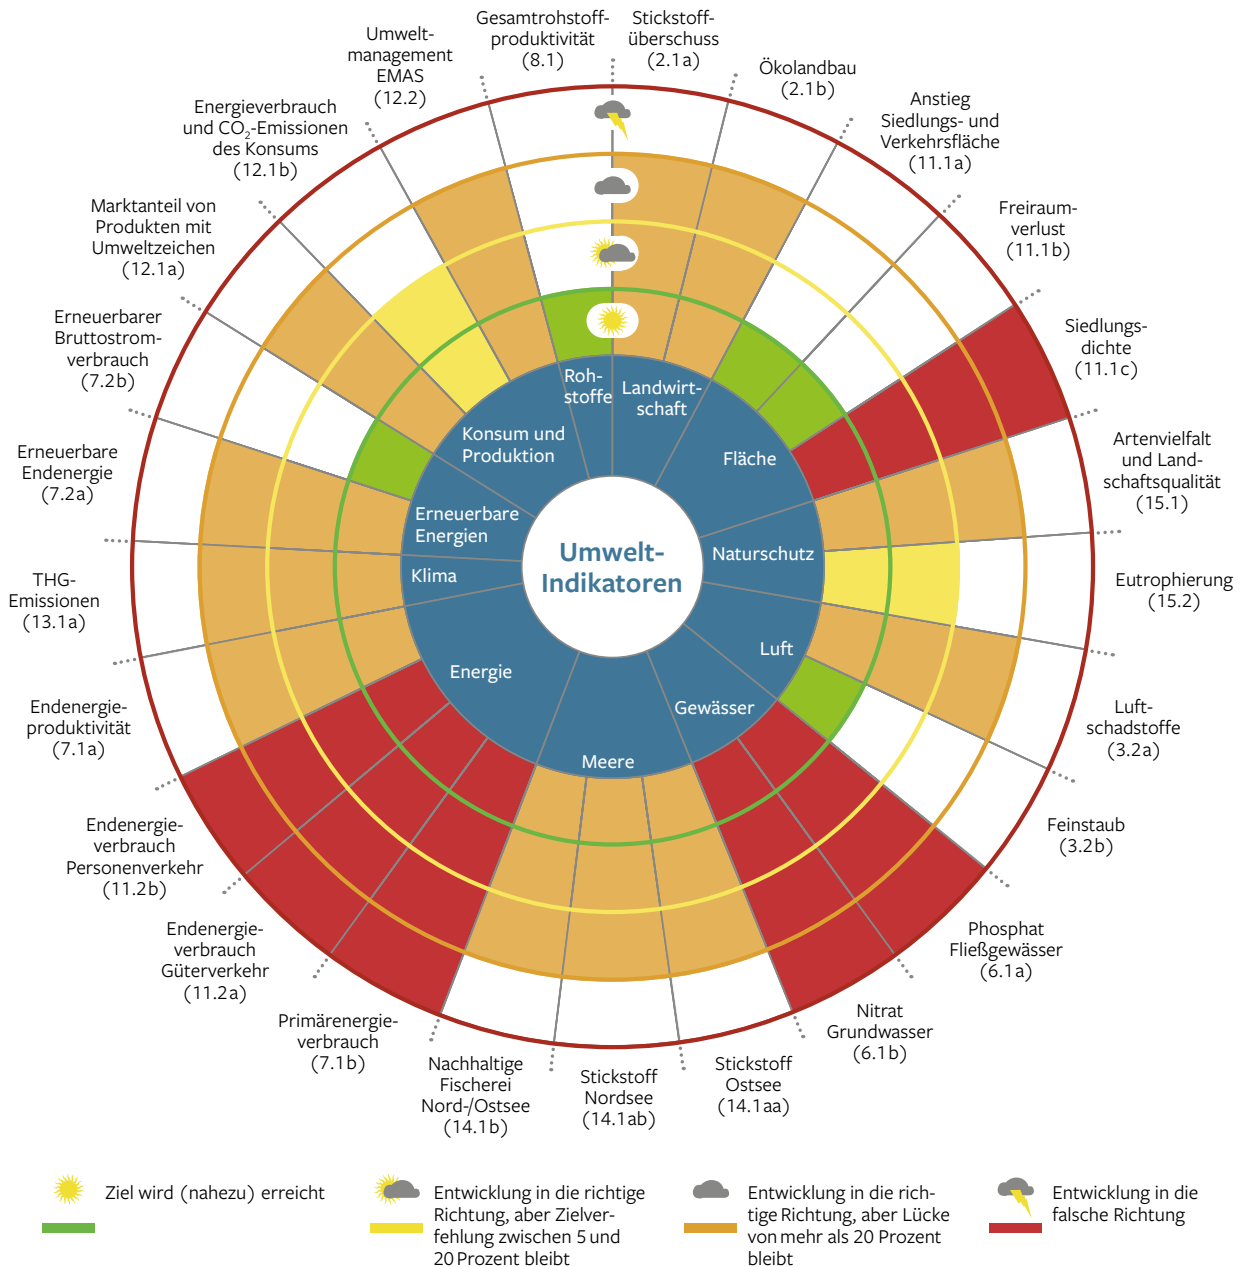 Gesamtrohstoff-
produktivität
(8.1)
Stickstoff-
überschuss
(2.1a)
Ökolandbau
(2.1b)
Anstieg
Siedlungs- und
Verkehrsfläche
(11.1a)
Freiraum-
verlust
(11.1b)
Siedlungs-
dichte
(11.1c)
Artenvielfalt
und Land-
schaftsqualität
(15.1)
Eutrophierung
(15.2)
Luft-
schadstoffe
(3.2a)
Feinstaub
(3.2b)
Phosphat
Fließgewässer
(6.1a)
Nitrat
Grundwasser
(6.1b)
Stickstoff
Ostsee
(14.1aa)
Stickstoff
Nordsee
(14.1ab)
Nachhaltige
Fischerei
Nord-/Ostsee
(14.1b)
Primärenergie-
verbrauch
(7.1b)
Endenergie-
verbrauch
Güterverkehr
(11.2a)
Endenergie-
verbrauch
Personenverkehr
(11.2b)
Endenergie-
produktivität
(7.1a)
THG-
Emissionen
(13.1a)
Erneuerbare
Endenergie
(7.2a)
Erneuerbarer
Bruttostrom-
verbrauch
(7.2b)
Marktanteil von
Produkten mit
Umweltzeichen
(12.1a)
Energieverbrauch
und CO₂-Emissionen
des Konsums
(12.1b)
Umwelt-
management
EMAS
(12.2)
Roh-
stoffe
Landwirt-
schaft
Fläche
Naturschutz
Luft
Gewässer
Meere
Energie
Klima
Erneuerbare
Energien
Konsum und
Produktion
Umwelt-
Indikatoren
Ziel wird (nahezu) erreicht
Entwicklung in die richtige
Richtung, aber Zielver-
fehlung zwischen 5 und
20 Prozent bleibt
Entwicklung in die rich-
tige Richtung, aber Lücke
von mehr als 20 Prozent
bleibt
Entwicklung in die
falsche Richtung